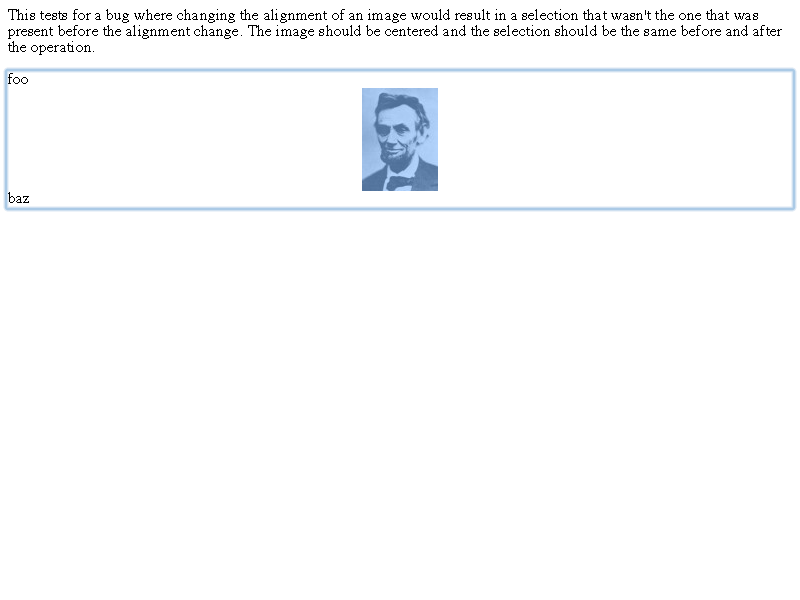 This tests for a bug where changing the alignment of an image would result in a selection that wasn't the one that was
present before the alignment change. The image should be centered and the selection should be the same before and after
the operation.
foo
baz